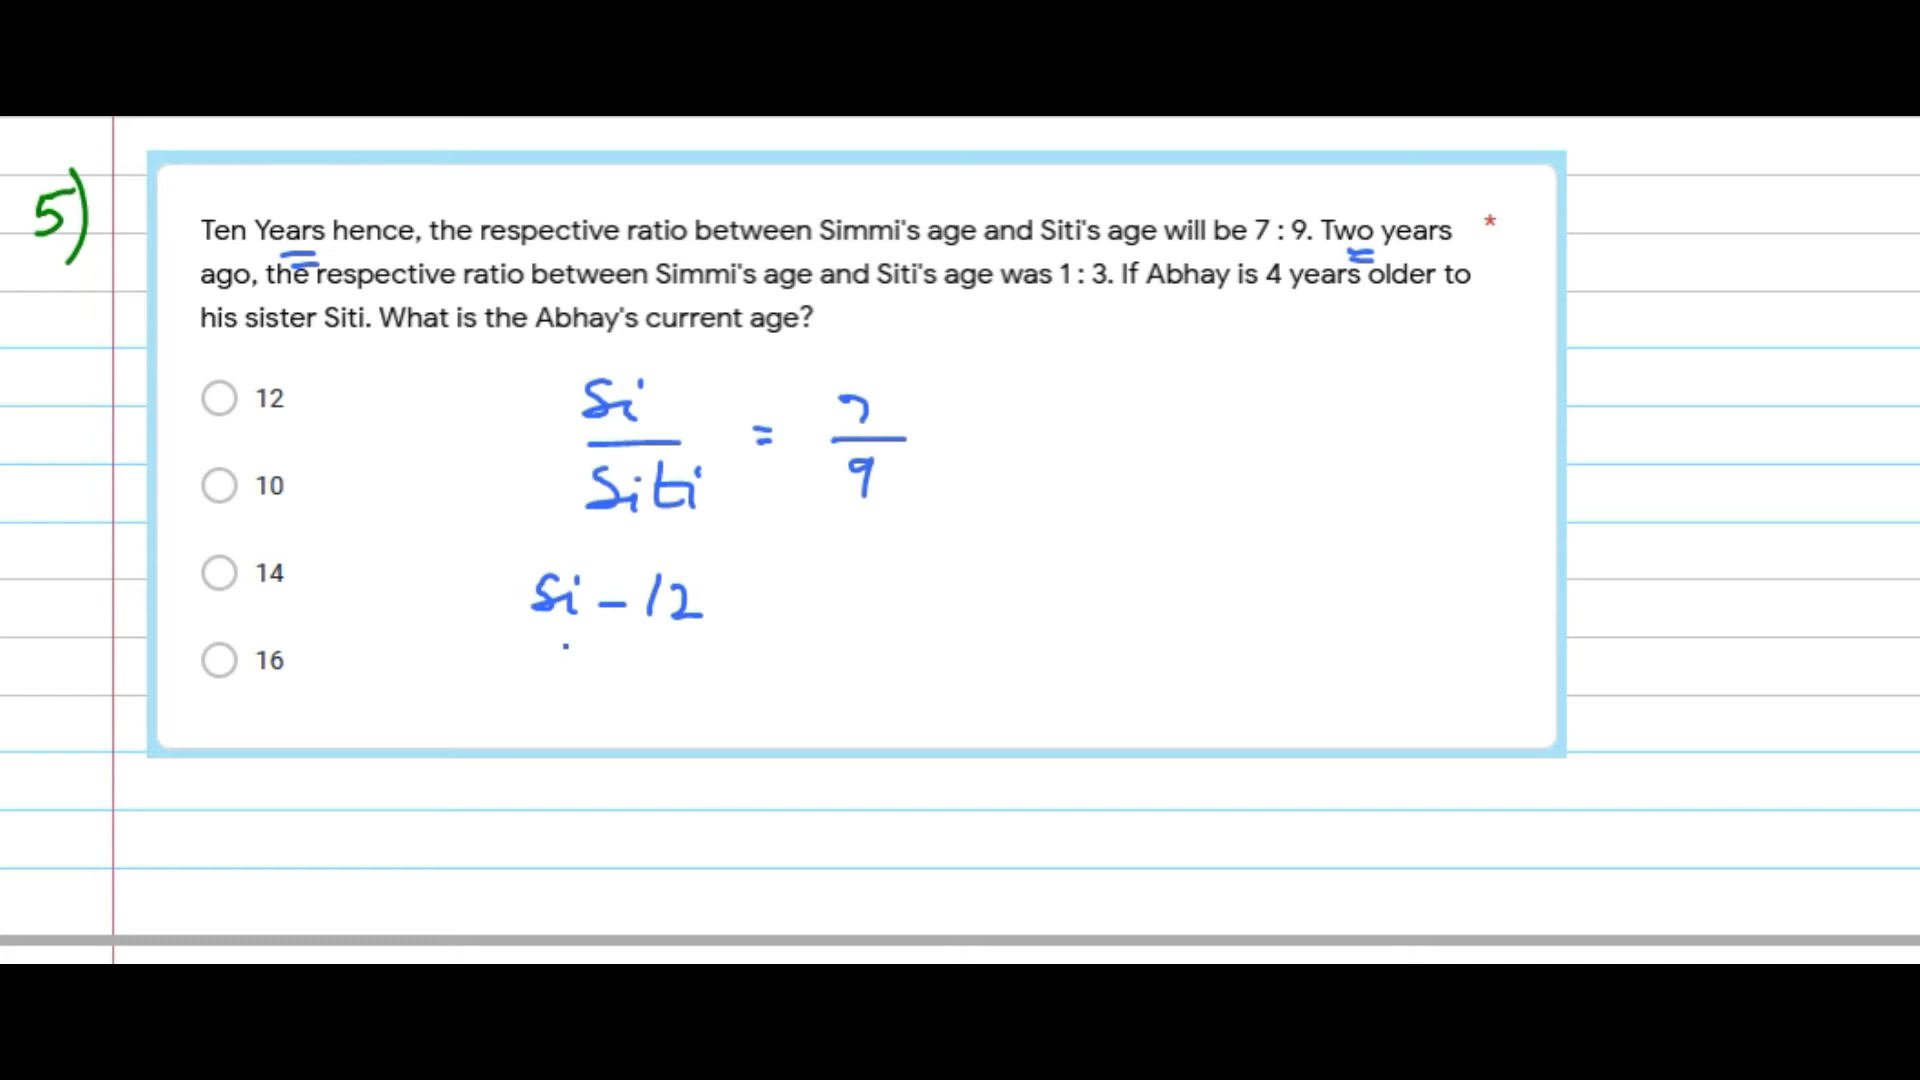 5)
Ten Years hence, the respective ratio between Simmi's age and Siti's age will be 7 : 9. Two years *
ago, the respective ratio between Simmi's age and Siti's age was 1 : 3. If Abhay is 4 years older to
his sister Siti. What is the Abhay's current age?
12
10
14
16
Si
Siti
=
7
9
Si - 12